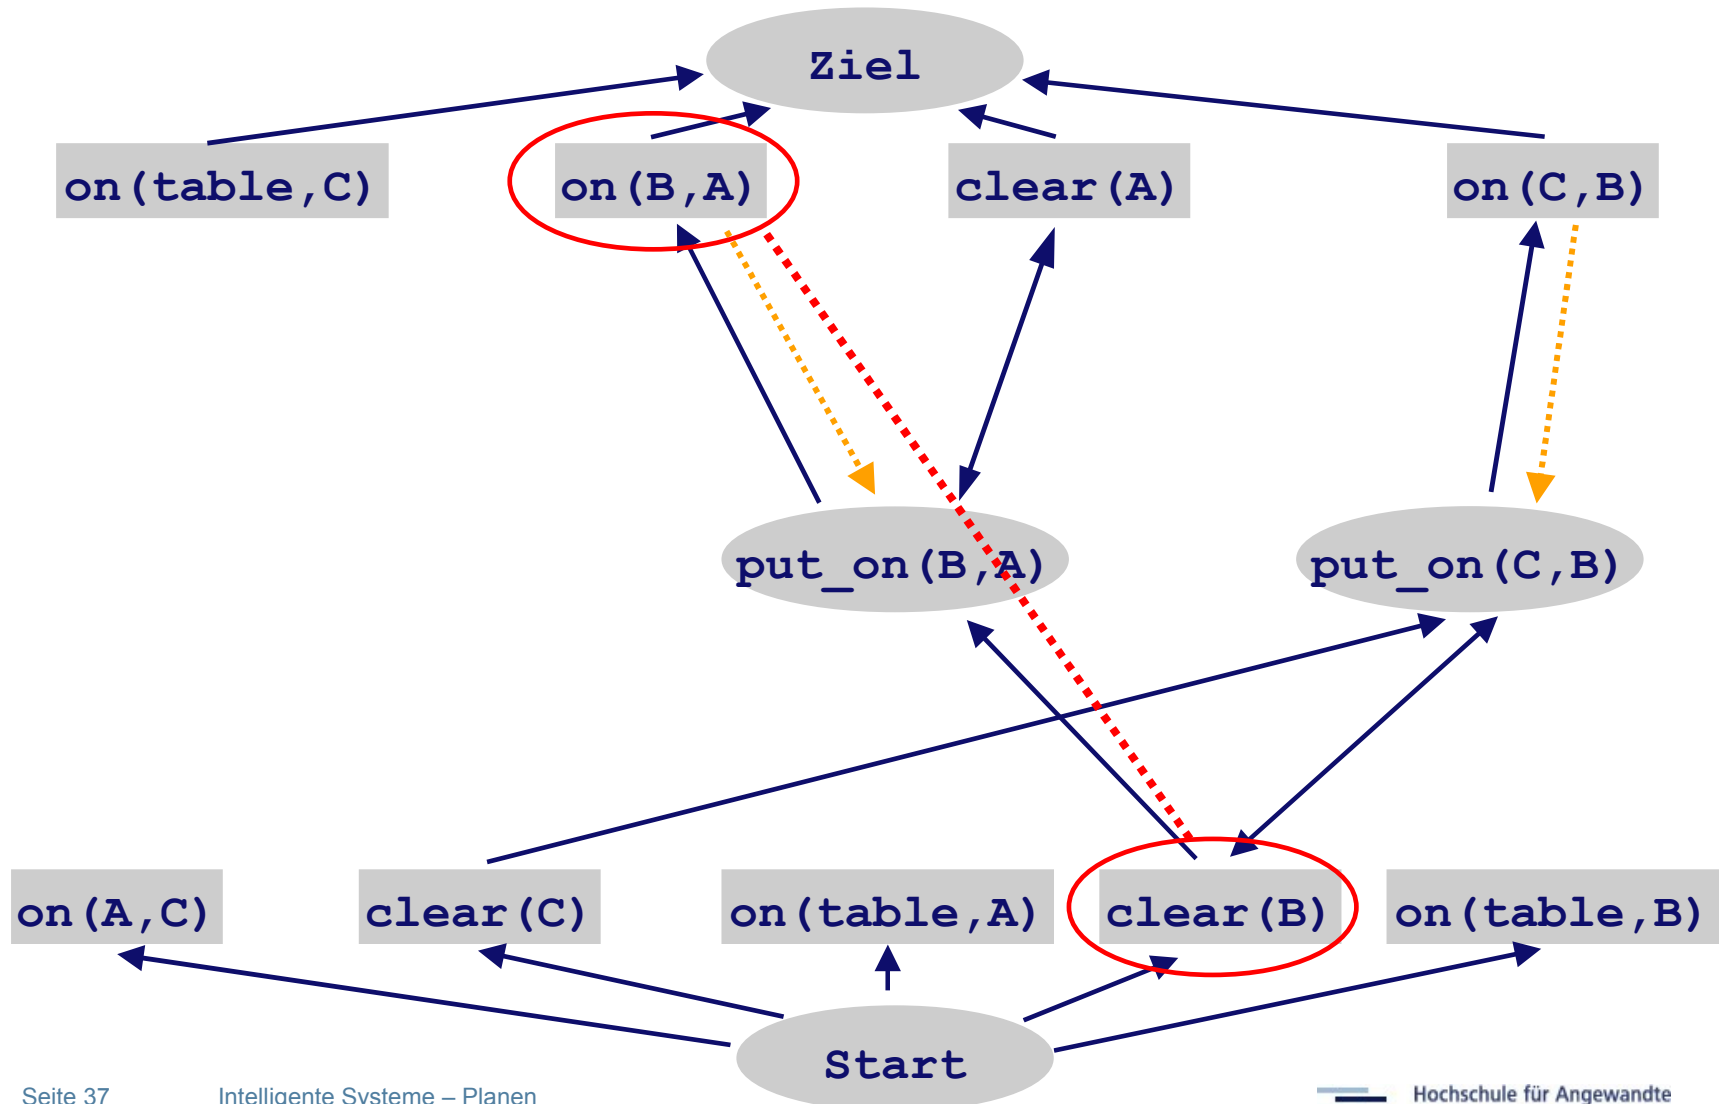 Ziel
on(table,C) on(B,A) clear(A) on(C,B)
put_on(B,A) put_on(C,B)
on(A,C) clear(C) on(table,A) clear(B) on(table,B)
Start
Seite 37 Intelligente Systeme – Planen Hochschule für Angewandte